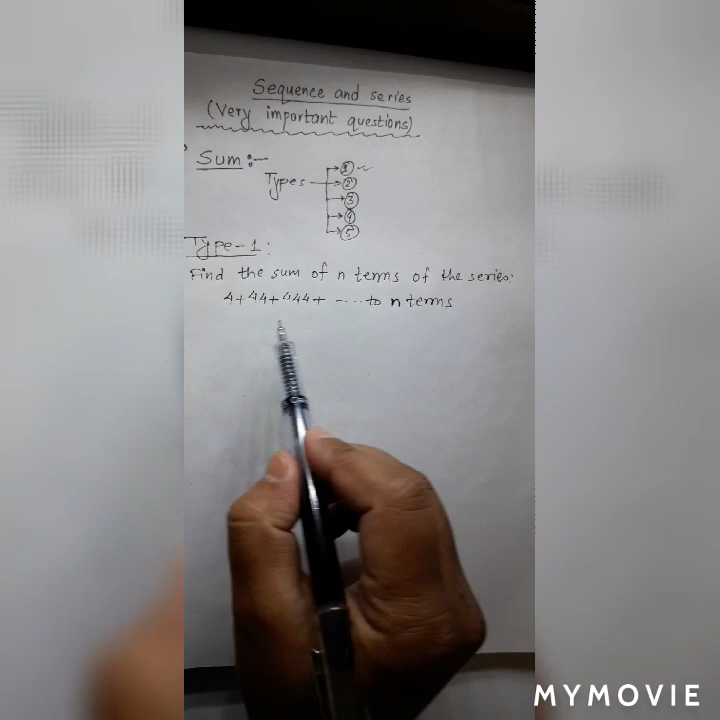 Sequence and series
(Very important questions)
Sum :-
Types
1
2
3
4
5
Type-1:
Find the sum of n terms of the series:
4+44+444+ ---- to n terms
MYMOVIE